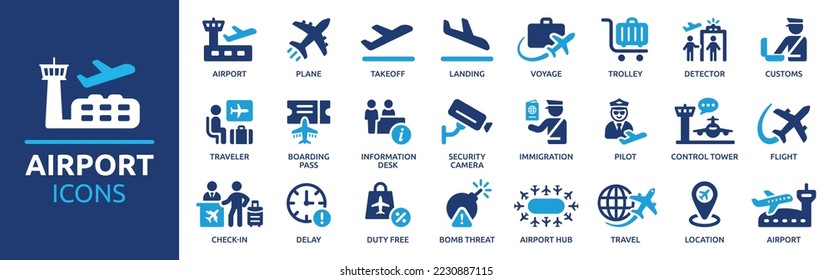 AIRPORT
ICONS
AIRPORT
PLANE
TAKEOFF
LANDING
VOYAGE
TROLLEY
DETECTOR
CUSTOMS
TRAVELER
BOARDING
PASS
INFORMATION
DESK
SECURITY
CAMERA
IMMIGRATION
PILOT
CONTROL TOWER
FLIGHT
CHECK-IN
DELAY
DUTY FREE
BOMB THREAT
AIRPORT HUB
TRAVEL
LOCATION
AIRPORT
shutterstock.com · 2230887115